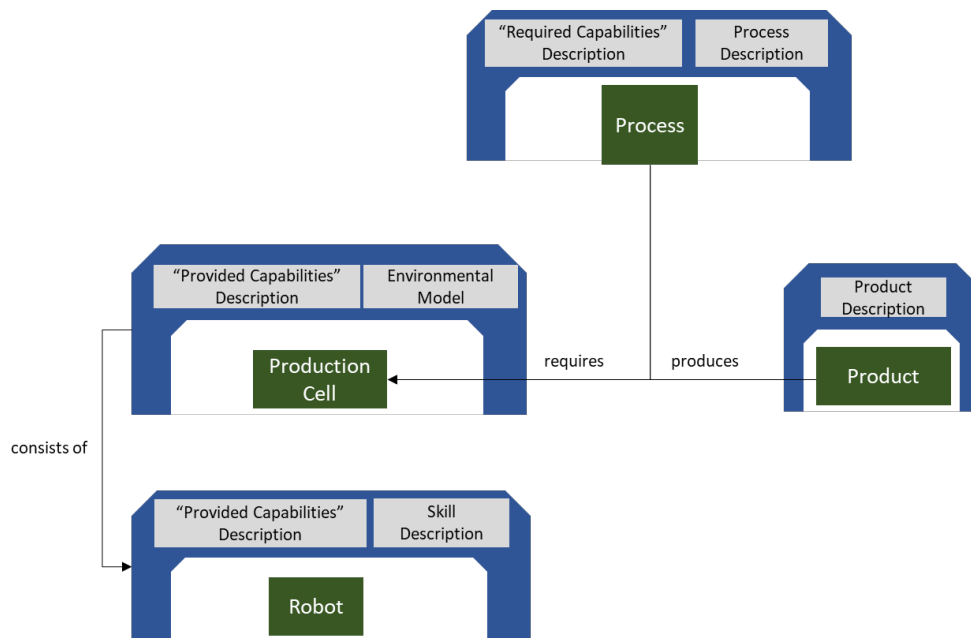 “Required Capabilities”
Description
Process
Description
Process
“Provided Capabilities”
Description
Environmental
Model
Product
Description
Production
Cell
requires
produces
Product
consists of
“Provided Capabilities”
Description
Skill
Description
Robot